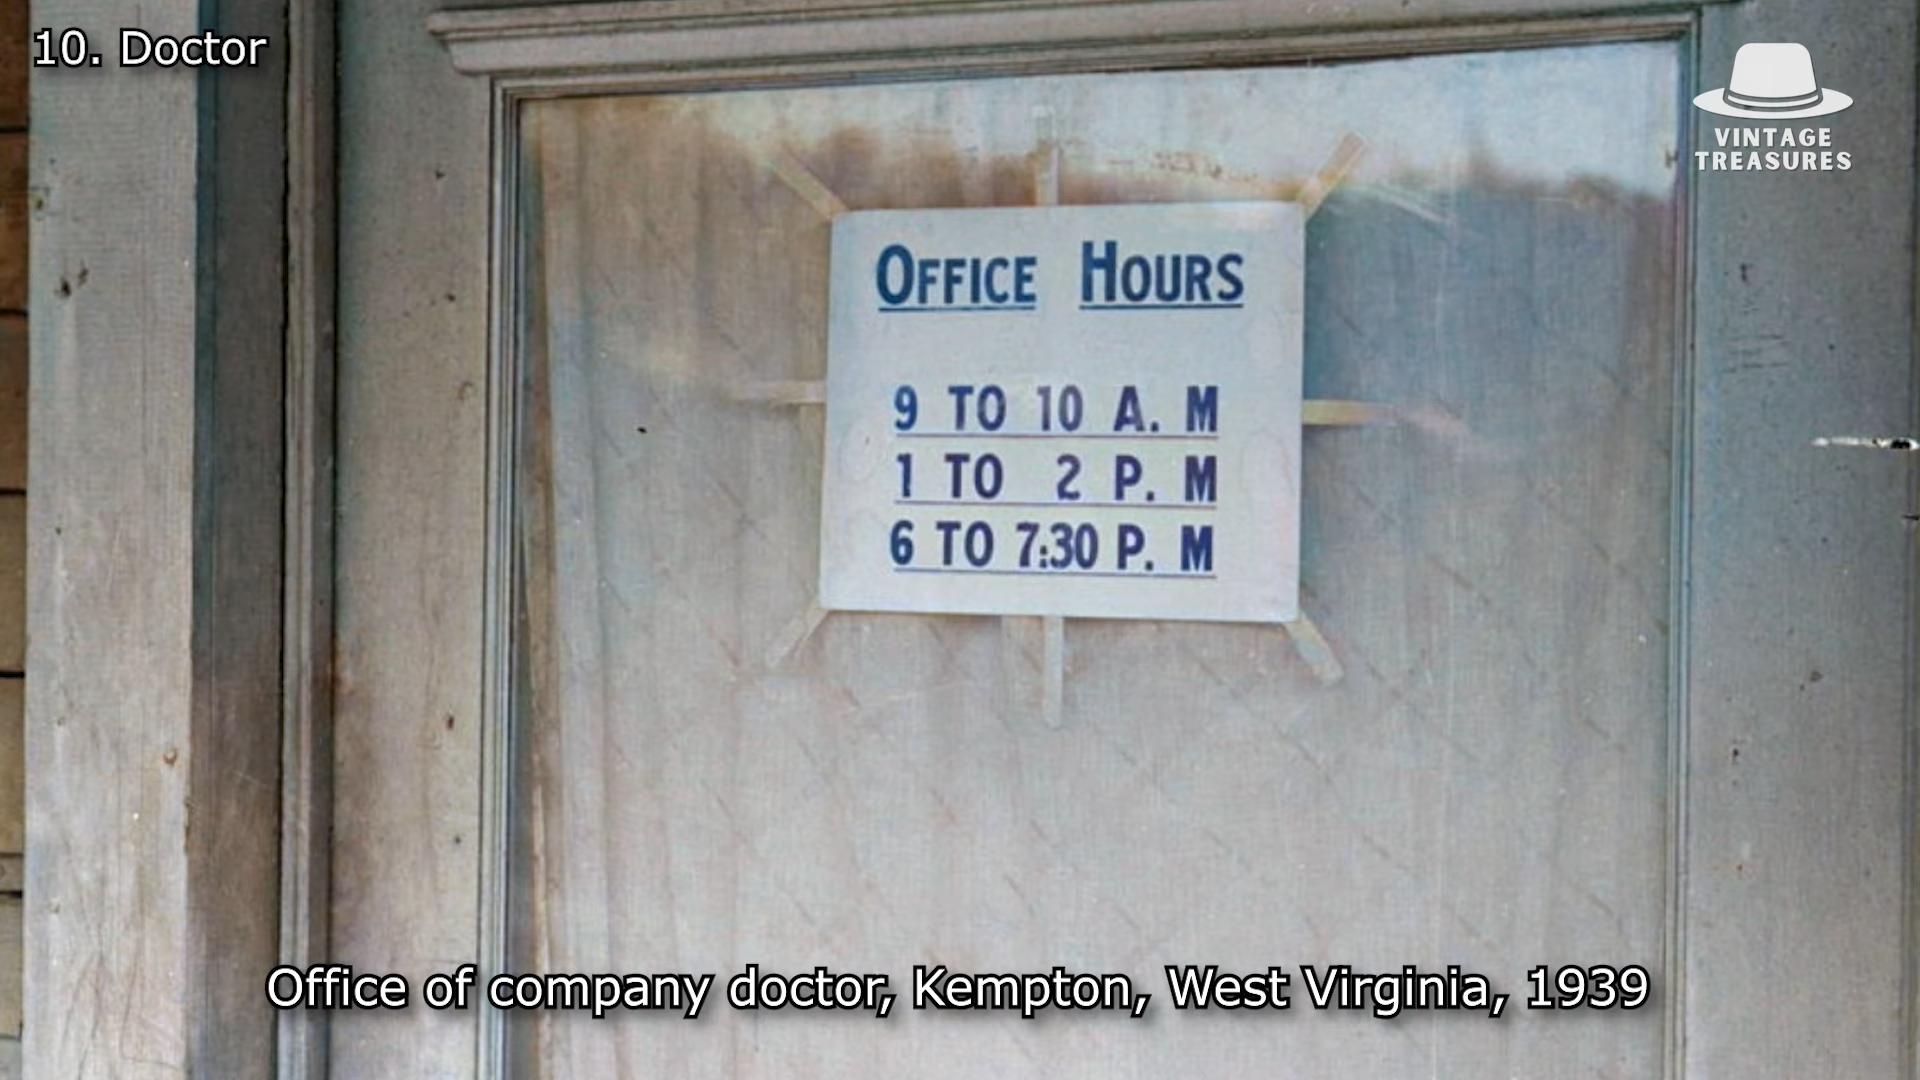 10. Doctor
VINTAGE
TREASURES
OFFICE HOURS
9 TO 10 A. M
1 TO 2 P. M
6 TO 7:30 P. M
Office of company doctor, Kempton, West Virginia, 1939